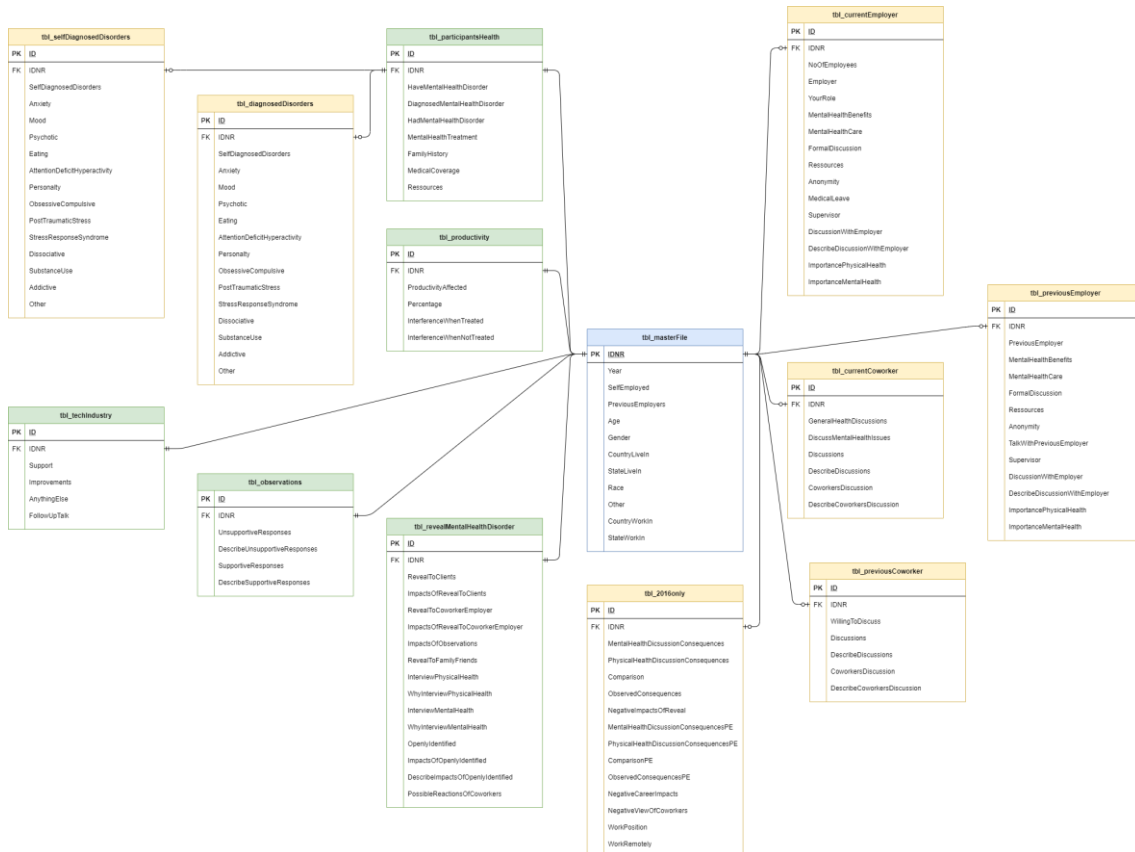 tbl_selfDiagnosedDisorders
PK ID
FK IDNR
SelfDiagnosedDisorders
Anxiety
Mood
Psychotic
Eating
AttentionDeficitHyperactivity
Personalty
ObsessiveCompulsive
PostTraumaticStress
StressResponseSyndrome
Dissociative
SubstanceUse
Addictive
Other
tbl_diagnosedDisorders
PK ID
FK IDNR
SelfDiagnosedDisorders
Anxiety
Mood
Psychotic
Eating
AttentionDeficitHyperactivity
Personalty
ObsessiveCompulsive
PostTraumaticStress
StressResponseSyndrome
Dissociative
SubstanceUse
Addictive
Other
tbl_participantsHealth
PK ID
FK IDNR
HaveMentalHealthDisorder
DiagnosedMentalHealthDisorder
HadMentalHealthDisorder
MentalHealthTreatment
FamilyHistory
MedicalCoverage
Ressources
tbl_productivity
PK ID
FK IDNR
ProductivityAffected
Percentage
InterferenceWhenTreated
InterferenceWhenNotTreated
tbl_techIndustry
PK ID
FK IDNR
Support
Improvements
AnythingElse
FollowUpTalk
tbl_observations
PK ID
FK IDNR
UnsupportiveResponses
DescribeUnsupportiveResponses
SupportiveResponses
DescribeSupportiveResponses
tbl_revealMentalHealthDisorder
PK ID
FK IDNR
RevealToClients
ImpactsOfRevealToClients
RevealToCoworkerEmployer
ImpactsOfRevealToCoworkerEmployer
ImpactsOfObservations
RevealToFamilyFriends
InterviewPhysicalHealth
WhyInterviewPhysicalHealth
InterviewMentalHealth
WhyInterviewMentalHealth
OpenlyIdentified
ImpactsOfOpenlyIdentified
DescribeImpactsOfOpenlyIdentified
PossibleReactionsOfCoworkers
tbl_masterFile
PK IDNR
Year
SelfEmployed
PreviousEmployers
Age
Gender
CountryLiveIn
StateLiveIn
Race
Other
CountryWorkIn
StateWorkIn
tbl_2016only
PK ID
FK IDNR
MentalHealthDicsussionConsequences
PhysicalHealthDiscussionConsequences
Comparison
ObservedConsequences
NegativeImpactsOfReveal
MentalHealthDicsussionConsequencesPE
PhysicalHealthDiscussionConsequencesPE
ComparisonPE
ObservedConsequencesPE
NegativeCareerImpacts
NegativeViewOfCoworkers
WorkPosition
WorkRemotely
tbl_currentEmployer
PK ID
FK IDNR
NoOfEmployees
Employer
YourRole
MentalHealthBenefits
MentalHealthCare
FormalDiscussion
Ressources
Anonymity
MedicalLeave
Supervisor
DiscussionWithEmployer
DescribeDiscussionWithEmployer
ImportancePhysicalHealth
ImportanceMentalHealth
tbl_currentCoworker
PK ID
FK IDNR
GeneralHealthDiscussions
DiscussMentalHealthIssues
Discussions
DescribeDiscussions
CoworkersDiscussion
DescribeCoworkersDiscussion
tbl_previousEmployer
PK ID
FK IDNR
PreviousEmployer
MentalHealthBenefits
MentalHealthCare
FormalDiscussion
Ressources
Anonymity
TalkWithPreviousEmployer
Supervisor
DiscussionWithEmployer
DescribeDiscussionWithEmployer
ImportancePhysicalHealth
ImportanceMentalHealth
tbl_previousCoworker
PK ID
FK IDNR
WillingToDiscuss
Discussions
DescribeDiscussions
CoworkersDiscussion
DescribeCoworkersDiscussion